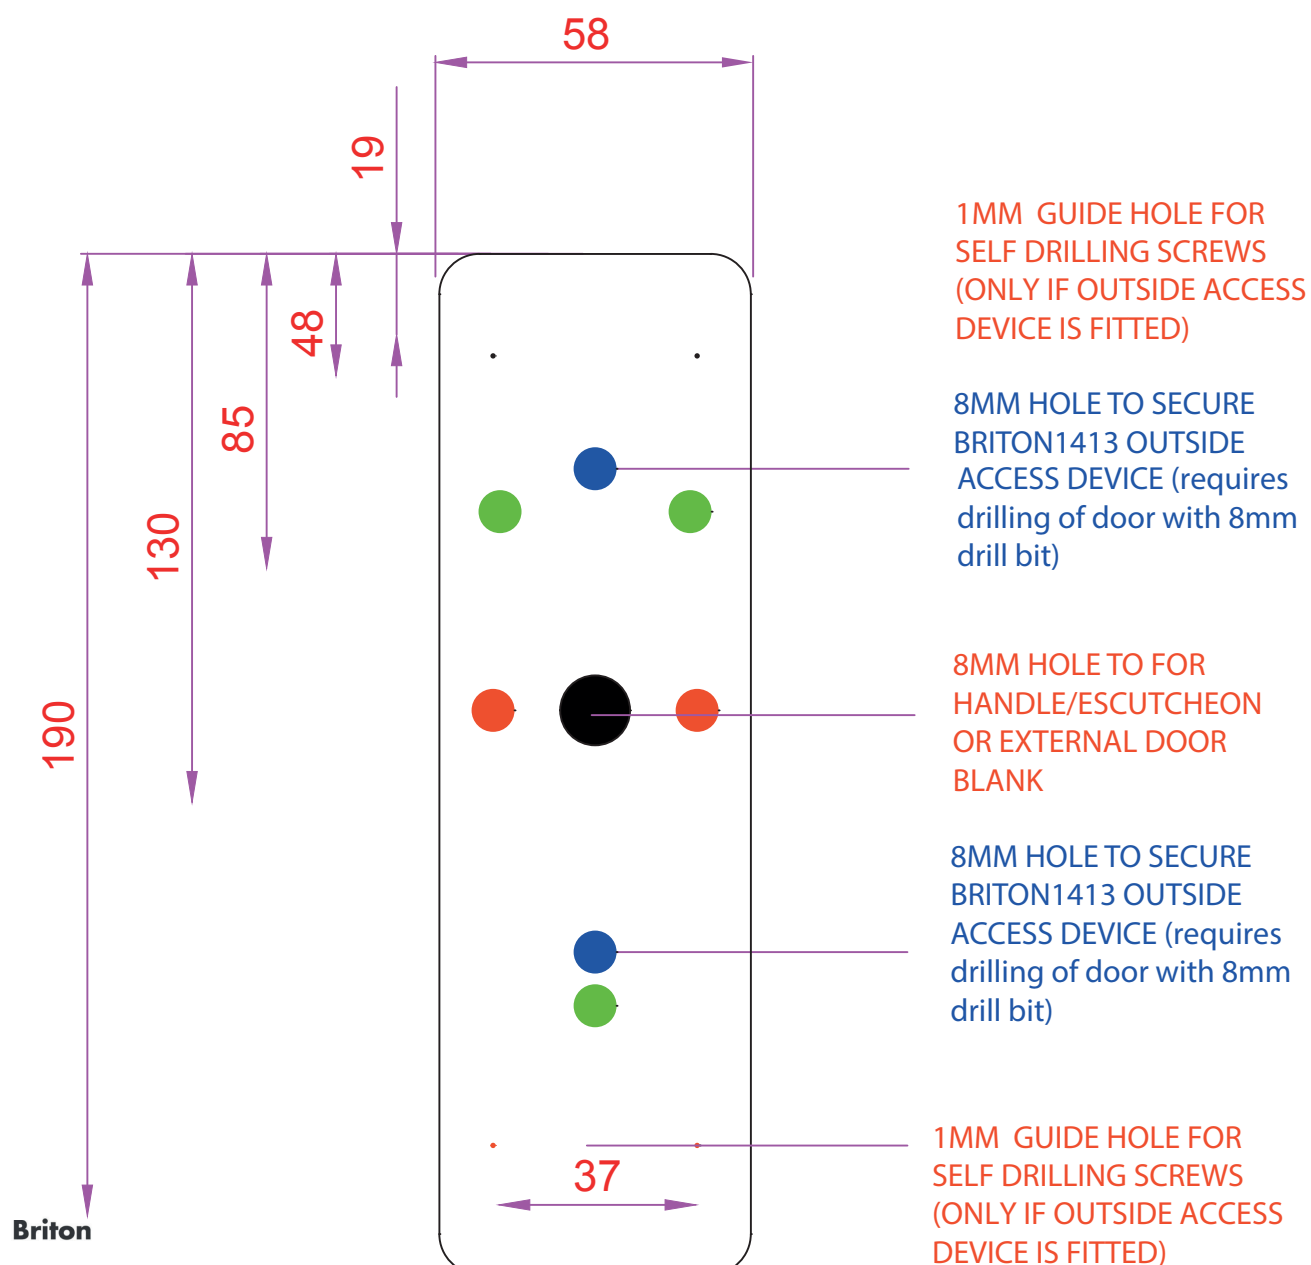 58
19
1MM GUIDE HOLE FOR
SELF DRILLING SCREWS
(ONLY IF OUTSIDE ACCESS
DEVICE IS FITTED)
48
85
8MM HOLE TO SECURE
BRITON1413 OUTSIDE
ACCESS DEVICE (requires
drilling of door with 8mm
drill bit)
130
190
8MM HOLE TO FOR
HANDLE/ESCUTCHEON
OR EXTERNAL DOOR
BLANK
8MM HOLE TO SECURE
BRITON1413 OUTSIDE
ACCESS DEVICE (requires
drilling of door with 8mm
drill bit)
37
1MM GUIDE HOLE FOR
SELF DRILLING SCREWS
(ONLY IF OUTSIDE ACCESS
DEVICE IS FITTED)
Briton